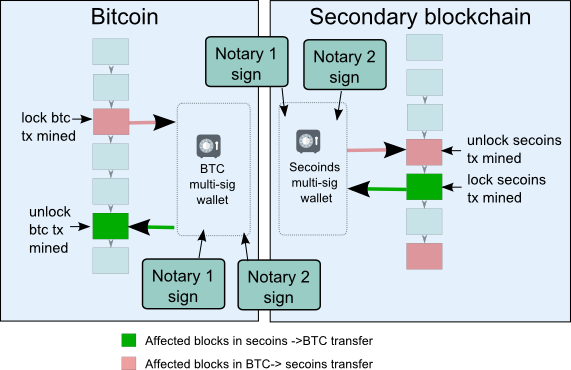 Bitcoin
Secondary blockchain
Notary 1
sign
Notary 2
sign
lock btc
tx mined
BTC
multi-sig
wallet
Secoinds
multi-sig
wallet
unlock secoins
tx mined
lock secoins
tx mined
unlock
btc tx
mined
Notary 1
sign
Notary 2
sign
Affected blocks in secoins ->BTC transfer
Affected blocks in BTC-> secoins transfer